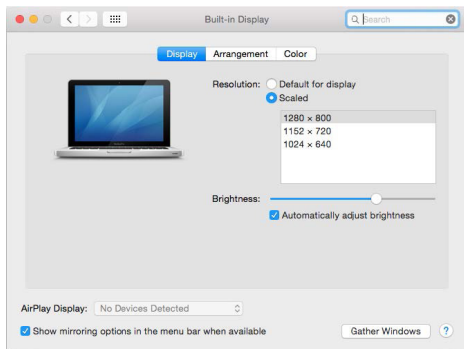 Built-in Display
Search
Display Arrangement Color
Resolution: Default for display
Scaled
1280 × 800
1152 × 720
1024 × 640
Brightness:
Automatically adjust brightness
AirPlay Display: No Devices Detected
Show mirroring options in the menu bar when available
Gather Windows ?